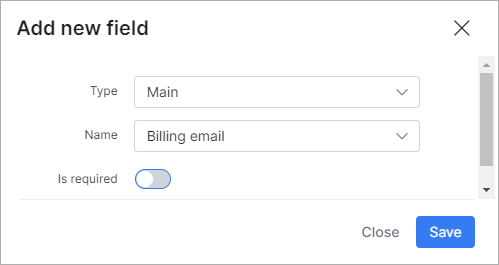 Add new field
Type Main
Name Billing email
Is required
Close Save